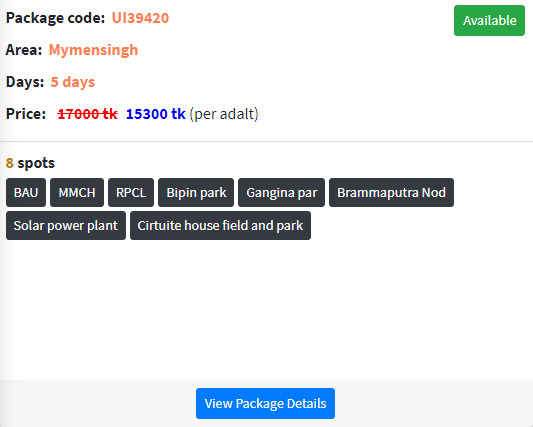 Package code: UI39420
Available
Area: Mymensingh
Days: 5 days
Price: 17000 tk 15300 tk (per adalt)
8 spots
BAU MMCH RPCL Bipin park Gangina par Brammaputra Nod
Solar power plant Cirtuite house field and park
View Package Details